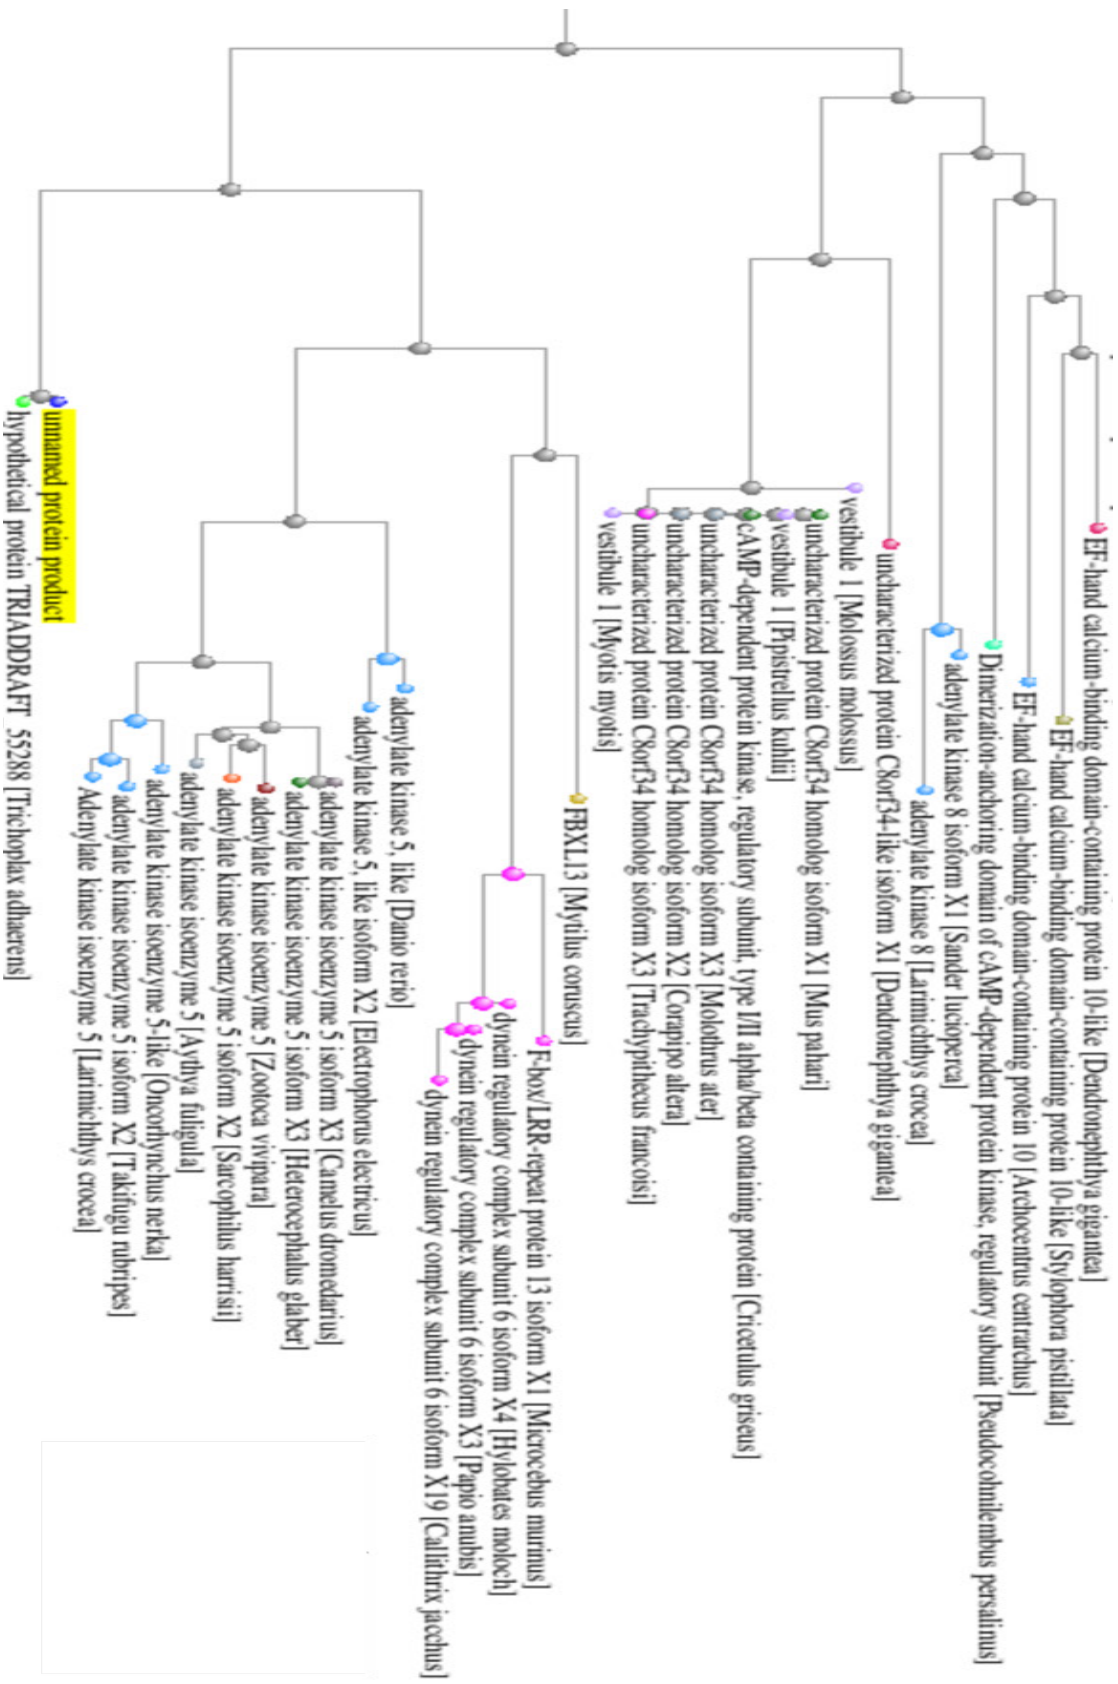 EF-hand calcium-binding domain-containing protein 10-like [Dendronephthya gigantea]
EF-hand calcium-binding domain-containing protein 10-like [Stylophora pistillata]
EF-hand calcium-binding domain-containing protein 10 [Archocentrus centrarchus]
Dimerization-anchoring domain of cAMP-dependent protein kinase, regulatory subunit [Pseudocohnilembus persalinus]
adenylate kinase 8 isoform X1 [Sander lucioperca]
adenylate kinase 8 [Larimichthys crocea]
uncharacterized protein C8orf34-like isoform X1 [Dendronephthya gigantea]
vestibule 1 [Molossus molossus]
uncharacterized protein C8orf34 homolog isoform X1 [Mus pahari]
vestibule 1 [Pipistrellus kuhlii]
cAMP-dependent protein kinase, regulatory subunit, type I/II alpha/beta containing protein [Cricetulus griseus]
uncharacterized protein C8orf34 homolog isoform X3 [Molothrus ater]
uncharacterized protein C8orf34 homolog isoform X2 [Corapipo altera]
uncharacterized protein C8orf34 homolog isoform X3 [Trachypithecus francoisi]
vestibule 1 [Myotis myotis]
FBXL13 [Mytilus coruscus]
F-box/LRR-repeat protein 13 isoform X1 [Microcebus murinus]
dynein regulatory complex subunit 6 isoform X4 [Hylobates moloch]
dynein regulatory complex subunit 6 isoform X3 [Papio anubis]
dynein regulatory complex subunit 6 isoform X19 [Callithrix jacchus]
adenylate kinase 5, like [Danio rerio]
adenylate kinase 5, like isoform X2 [Electrophorus electricus]
adenylate kinase isoenzyme 5 isoform X3 [Camelus dromedarius]
adenylate kinase isoenzyme 5 isoform X3 [Heterocephalus glaber]
adenylate kinase isoenzyme 5 [Zootoca vivipara]
adenylate kinase isoenzyme 5 isoform X2 [Sarcophilus harrisii]
adenylate kinase isoenzyme 5 [Aythya fuligula]
adenylate kinase isoenzyme 5-like [Oncorhynchus nerka]
adenylate kinase isoenzyme 5 isoform X2 [Takifugu rubripes]
Adenylate kinase isoenzyme 5 [Larimichthys crocea]
unnamed protein product
hypothetical protein TRIADDRAFT_55288 [Trichoplax adhaerens]